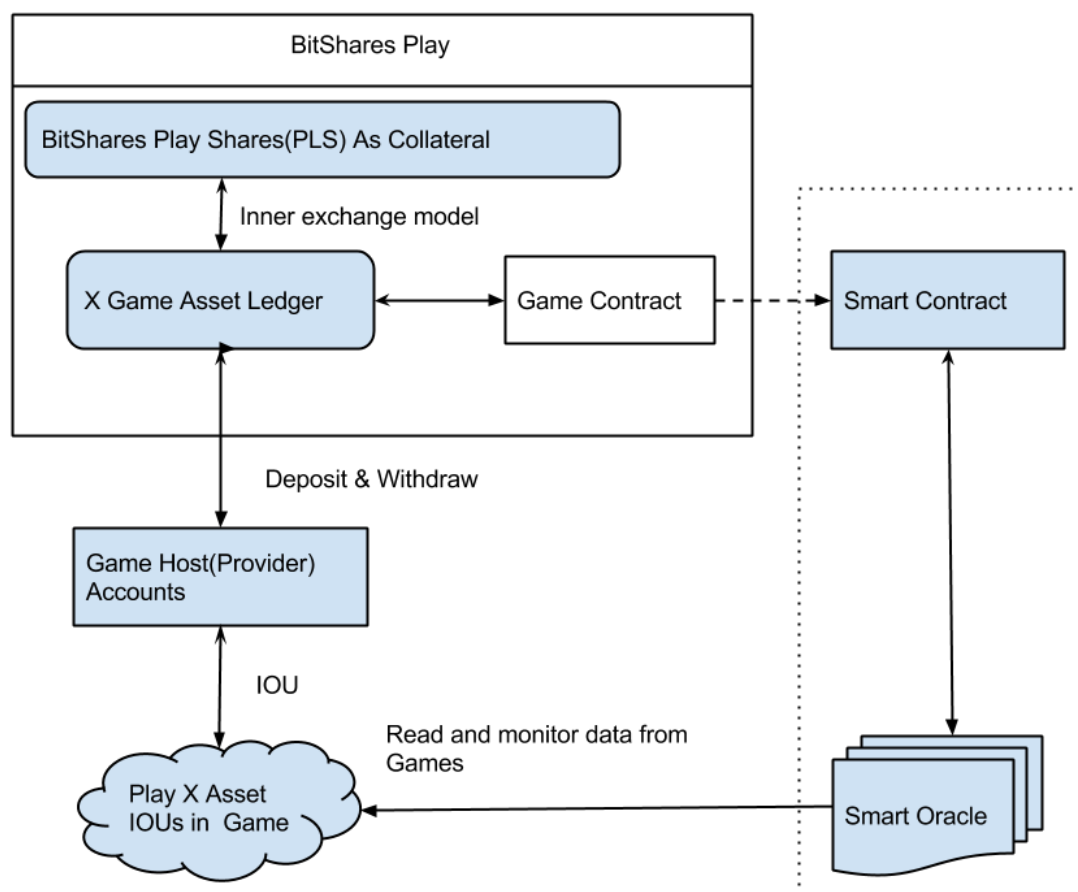 BitShares Play
BitShares Play Shares(PLS) As Collateral
Inner exchange model
X Game Asset Ledger
Game Contract
Smart Contract
Deposit & Withdraw
Game Host(Provider)
Accounts
IOU
Read and monitor data from
Games
Play X Asset
IOUs in  Game
Smart Oracle